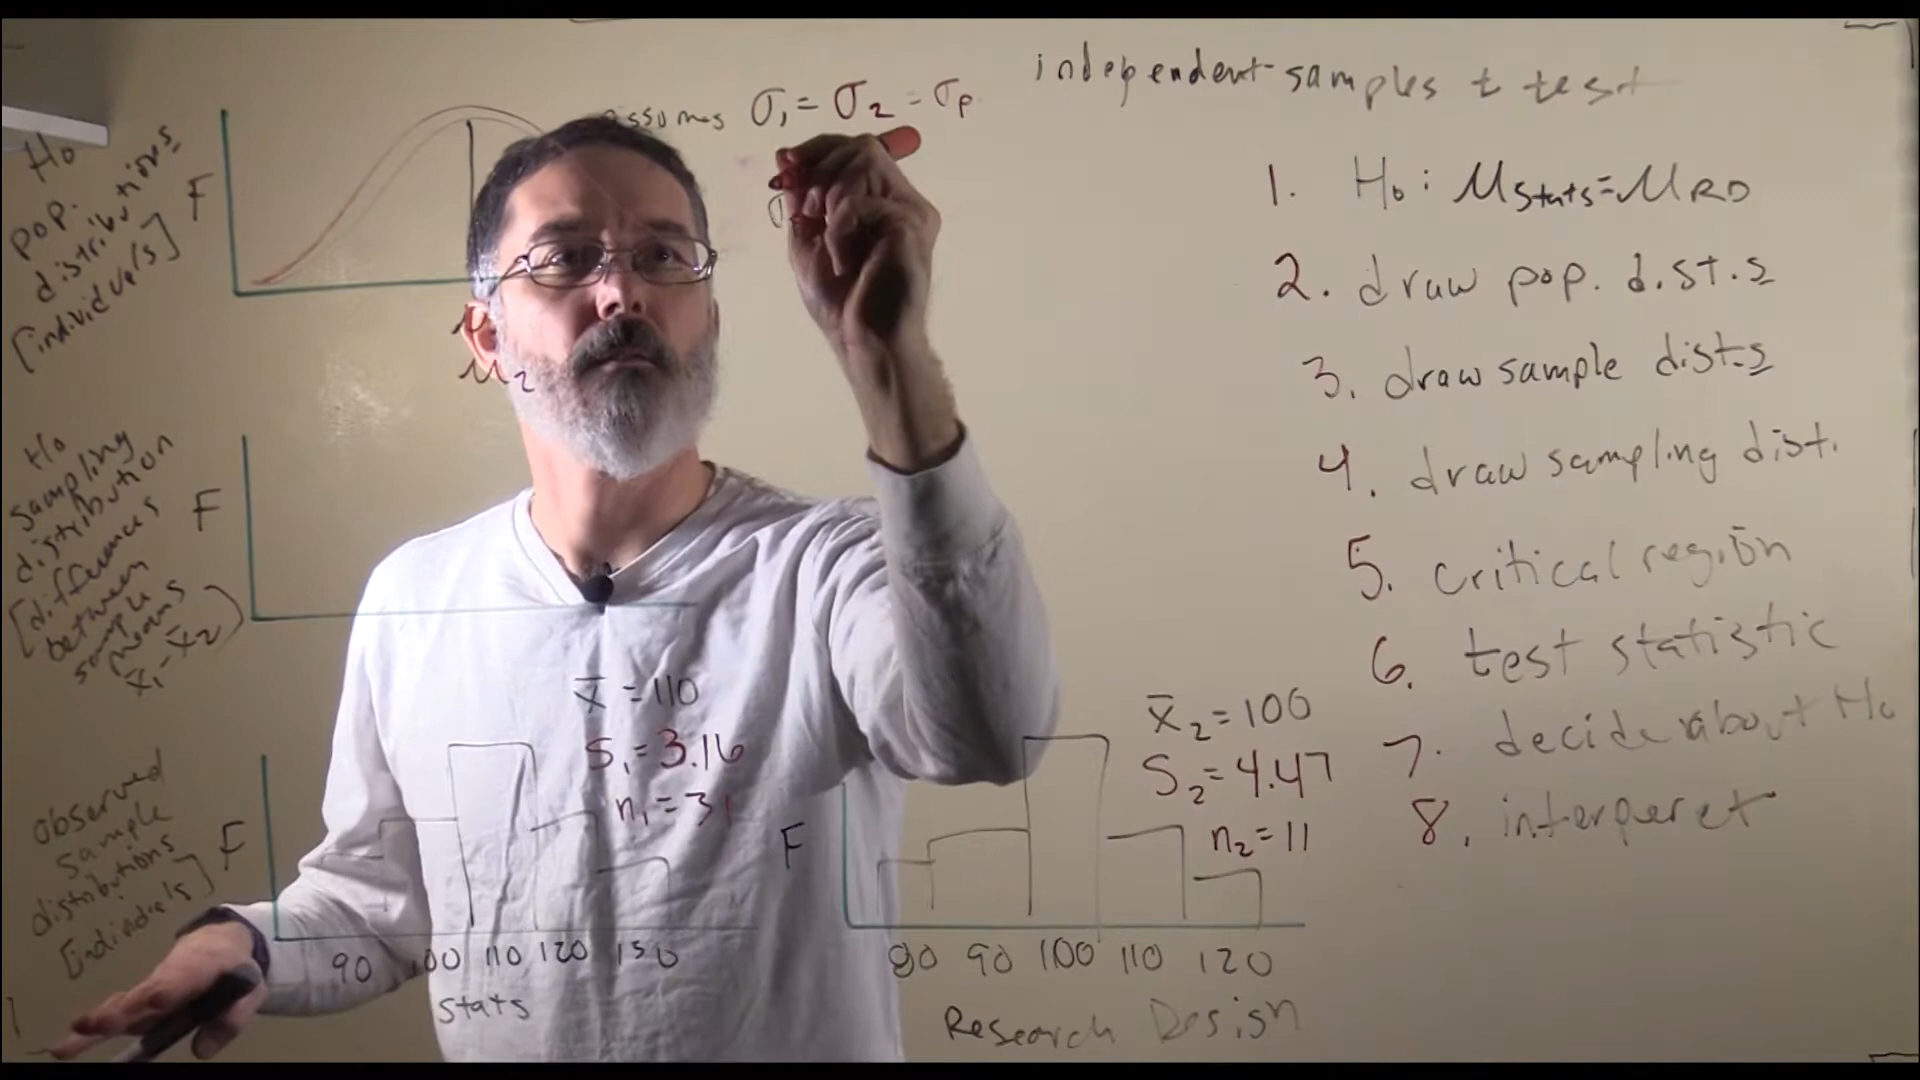 independent-samples t test
assumes σ₁ = σ₂ = σₚ
σ
1. H₀ : μstats = μRD
2. draw pop. dist.s
3. draw sample dist.s
4. draw sampling dist.
5. critical region
6. test statistic
7. decide about H₀
8. interperet
H₀
pop.
distributions
[individuals]
F
μ
μ₂
H₀
sampling
distribution
[differences
between
sample
means
x̄₁-x̄₂)
F
observed
sample
distributions
F
x̄ = 110
S₁ = 3.16
n₁ = 31
90 100 110 120 150
stats
F
x̄₂ = 100
S₂ = 4.47
n₂ = 11
80 90 100 110 120
Research Design